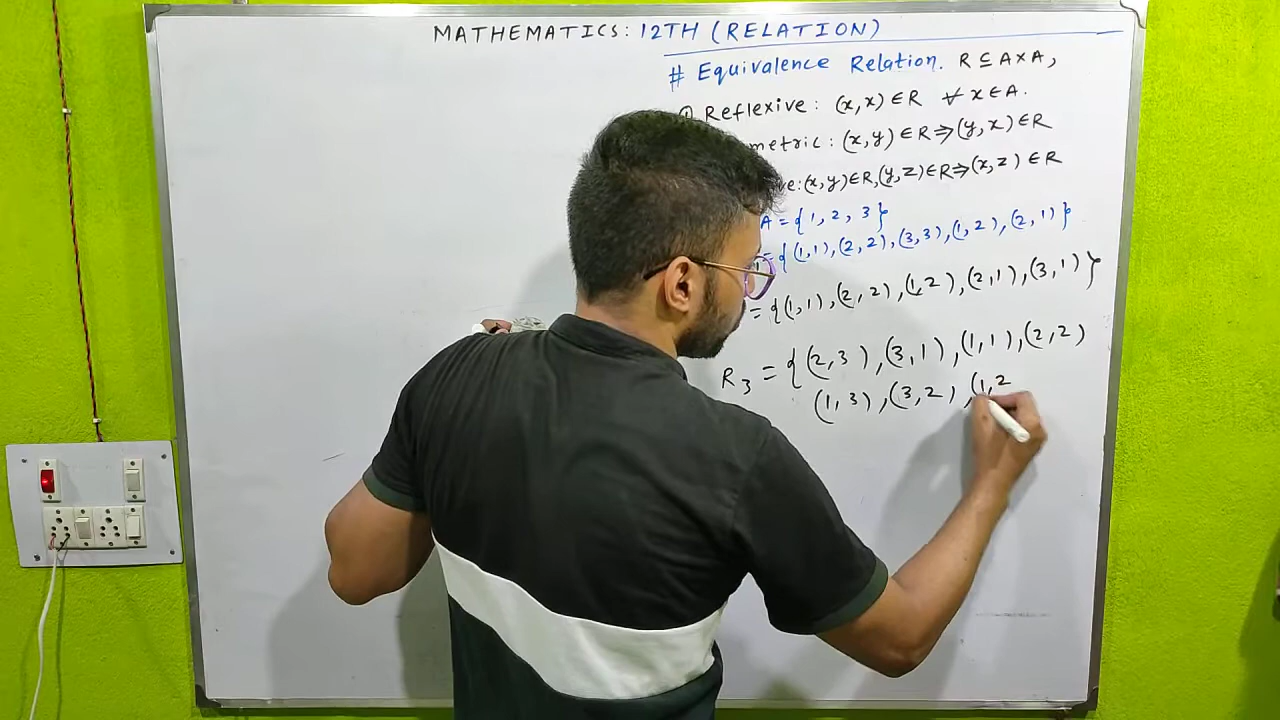 MATHEMATICS: 12TH (RELATION)
# Equivalence Relation. R ⊆ A×A,
① Reflexive: (x,x) ∈ R ∀ x ∈ A.
metric: (x,y) ∈ R ⇒ (y,x) ∈ R
ve: (x,y) ∈ R, (y,z) ∈ R ⇒ (x,z) ∈ R
A = {1, 2, 3}
= {(1,1), (2,2), (3,3), (1,2), (2,1)}
= {(1,1), (2,2), (1,2), (2,1), (3,1)}
R3 = {(2,3), (3,1), (1,1), (2,2)
(1,3), (3,2), (1,2